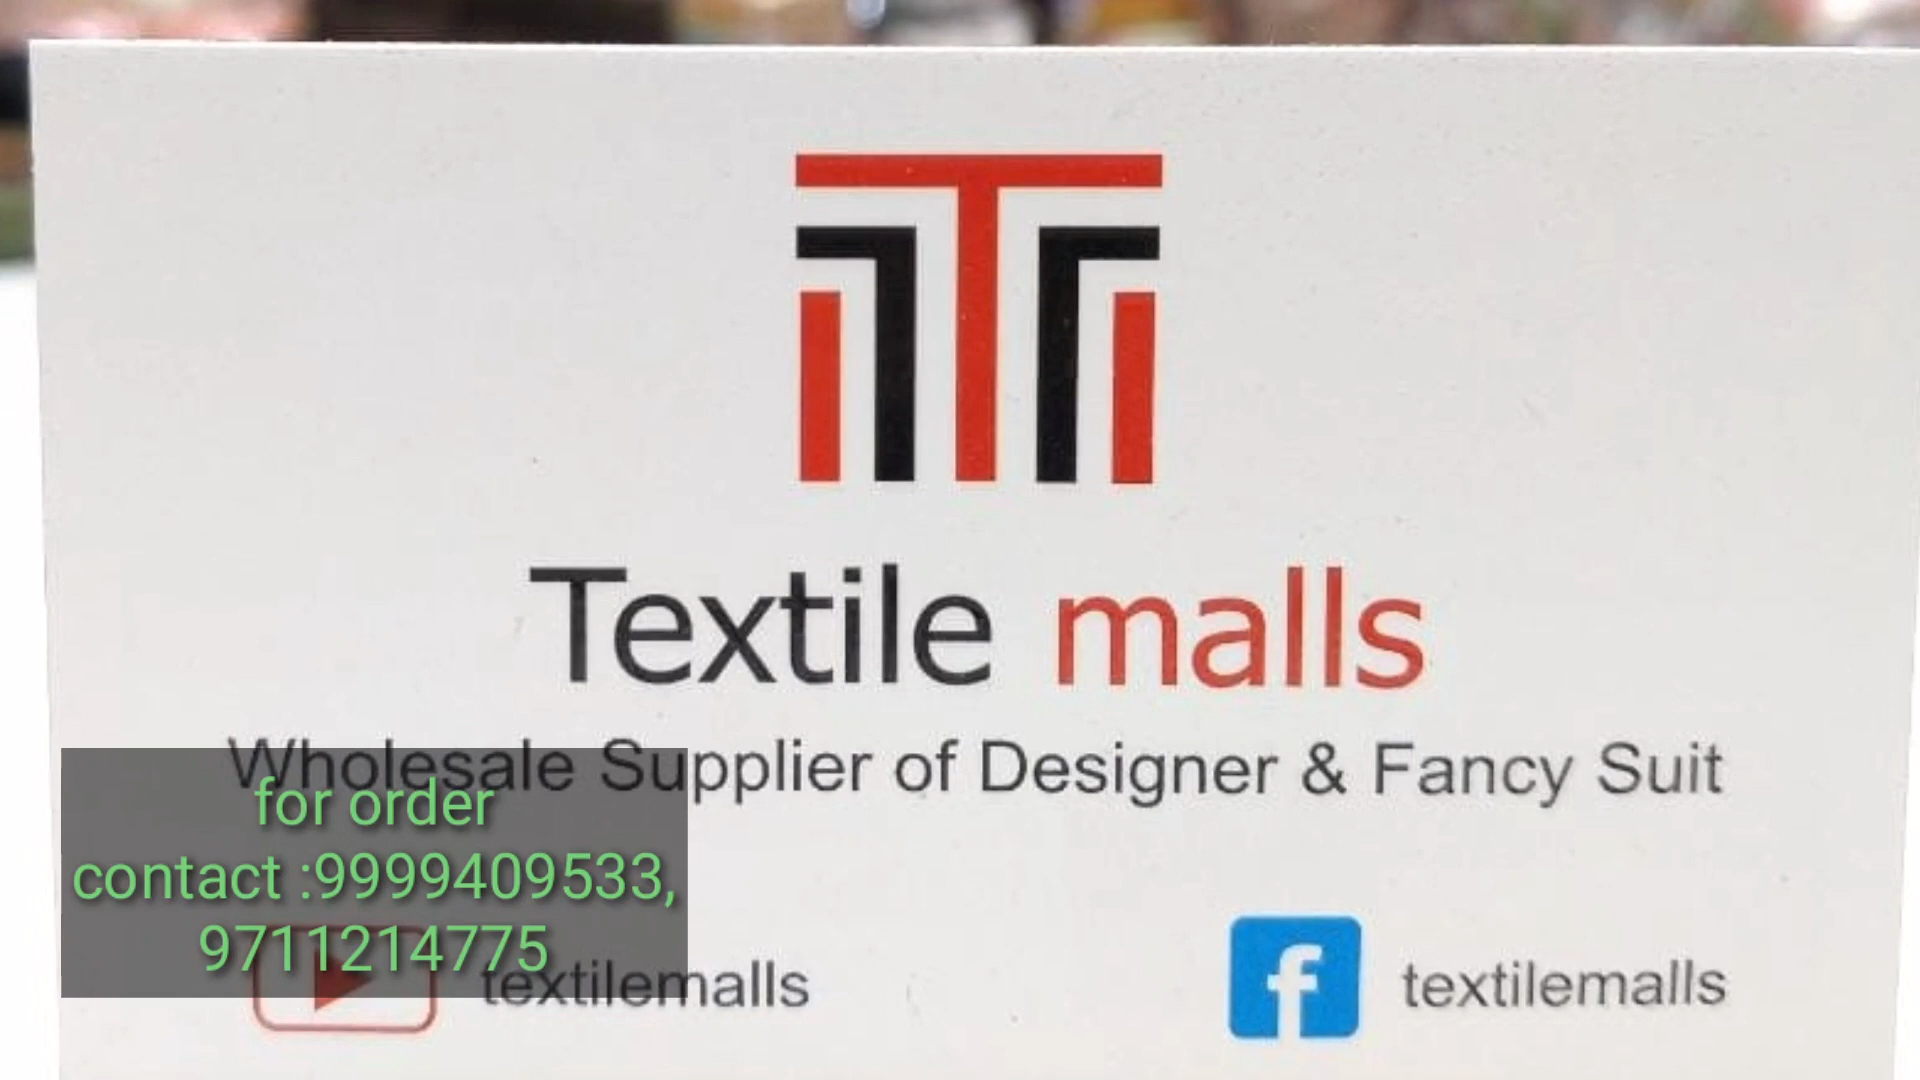 Textile malls
Wholesale Supplier of Designer & Fancy Suit
for order
contact :9999409533,
9711214775
textilemalls
textilemalls